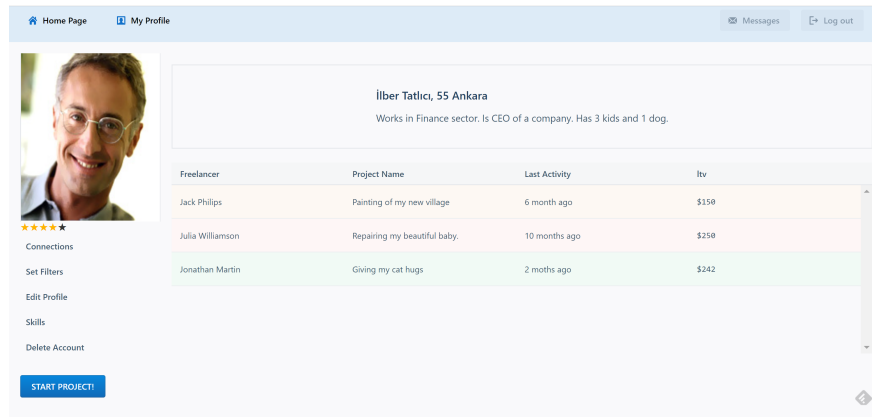 Home Page My Profile Messages Log out
İlber Tatlıcı, 55 Ankara
Works in Finance sector. Is CEO of a company. Has 3 kids and 1 dog.
Freelancer Project Name Last Activity ltv
Jack Philips Painting of my new village 6 month ago $150
Julia Williamson Repairing my beautiful baby. 10 months ago $250
Jonathan Martin Giving my cat hugs 2 moths ago $242
Connections
Set Filters
Edit Profile
Skills
Delete Account
START PROJECT!